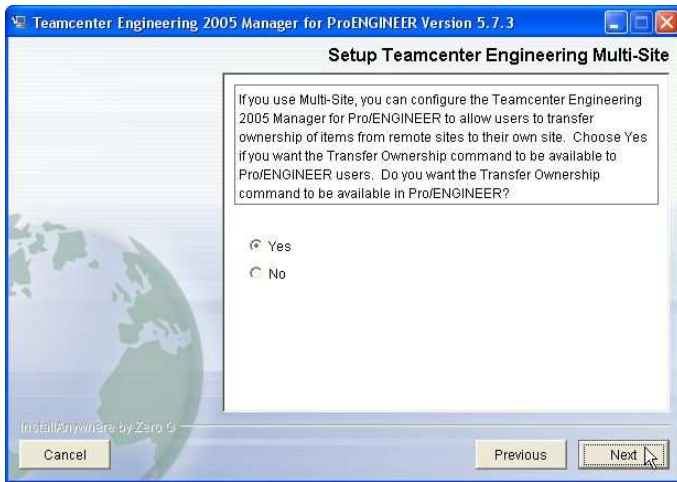 Teamcenter Engineering 2005 Manager for ProENGINEER Version 5.7.3
Setup Teamcenter Engineering Multi-Site
If you use Multi-Site, you can configure the Teamcenter Engineering
2005 Manager for Pro/ENGINEER to allow users to transfer
ownership of items from remote sites to their own site. Choose Yes
if you want the Transfer Ownership command to be available to
Pro/ENGINEER users. Do you want the Transfer Ownership
command to be available in Pro/ENGINEER?
Yes
No
InstallAnywhere by Zero G
Cancel
Previous
Next